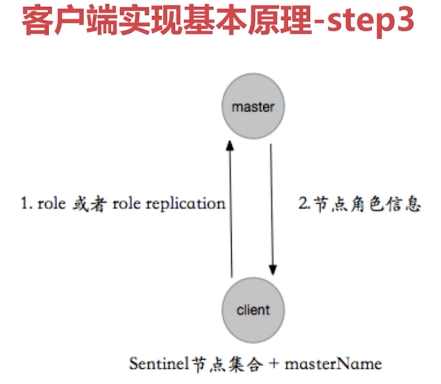 客户端实现基本原理-step3
master
1. role 或者 role replication
2.节点角色信息
client
Sentinel节点集合 + masterName